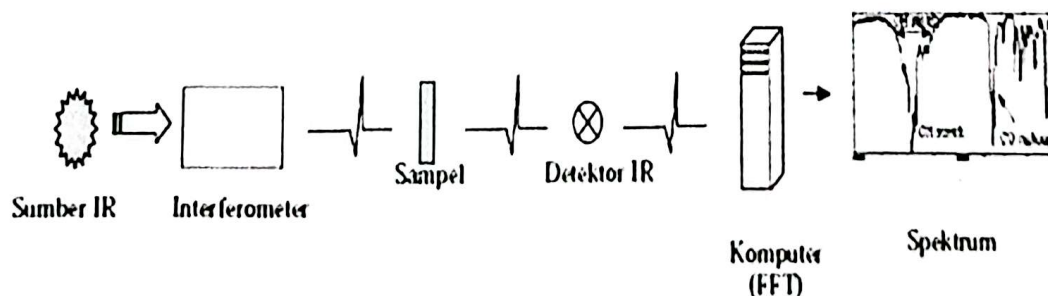 Sampel
Detektor IR
Sumber IR
Interferometer
Komputer
(FFT)
Spektrum